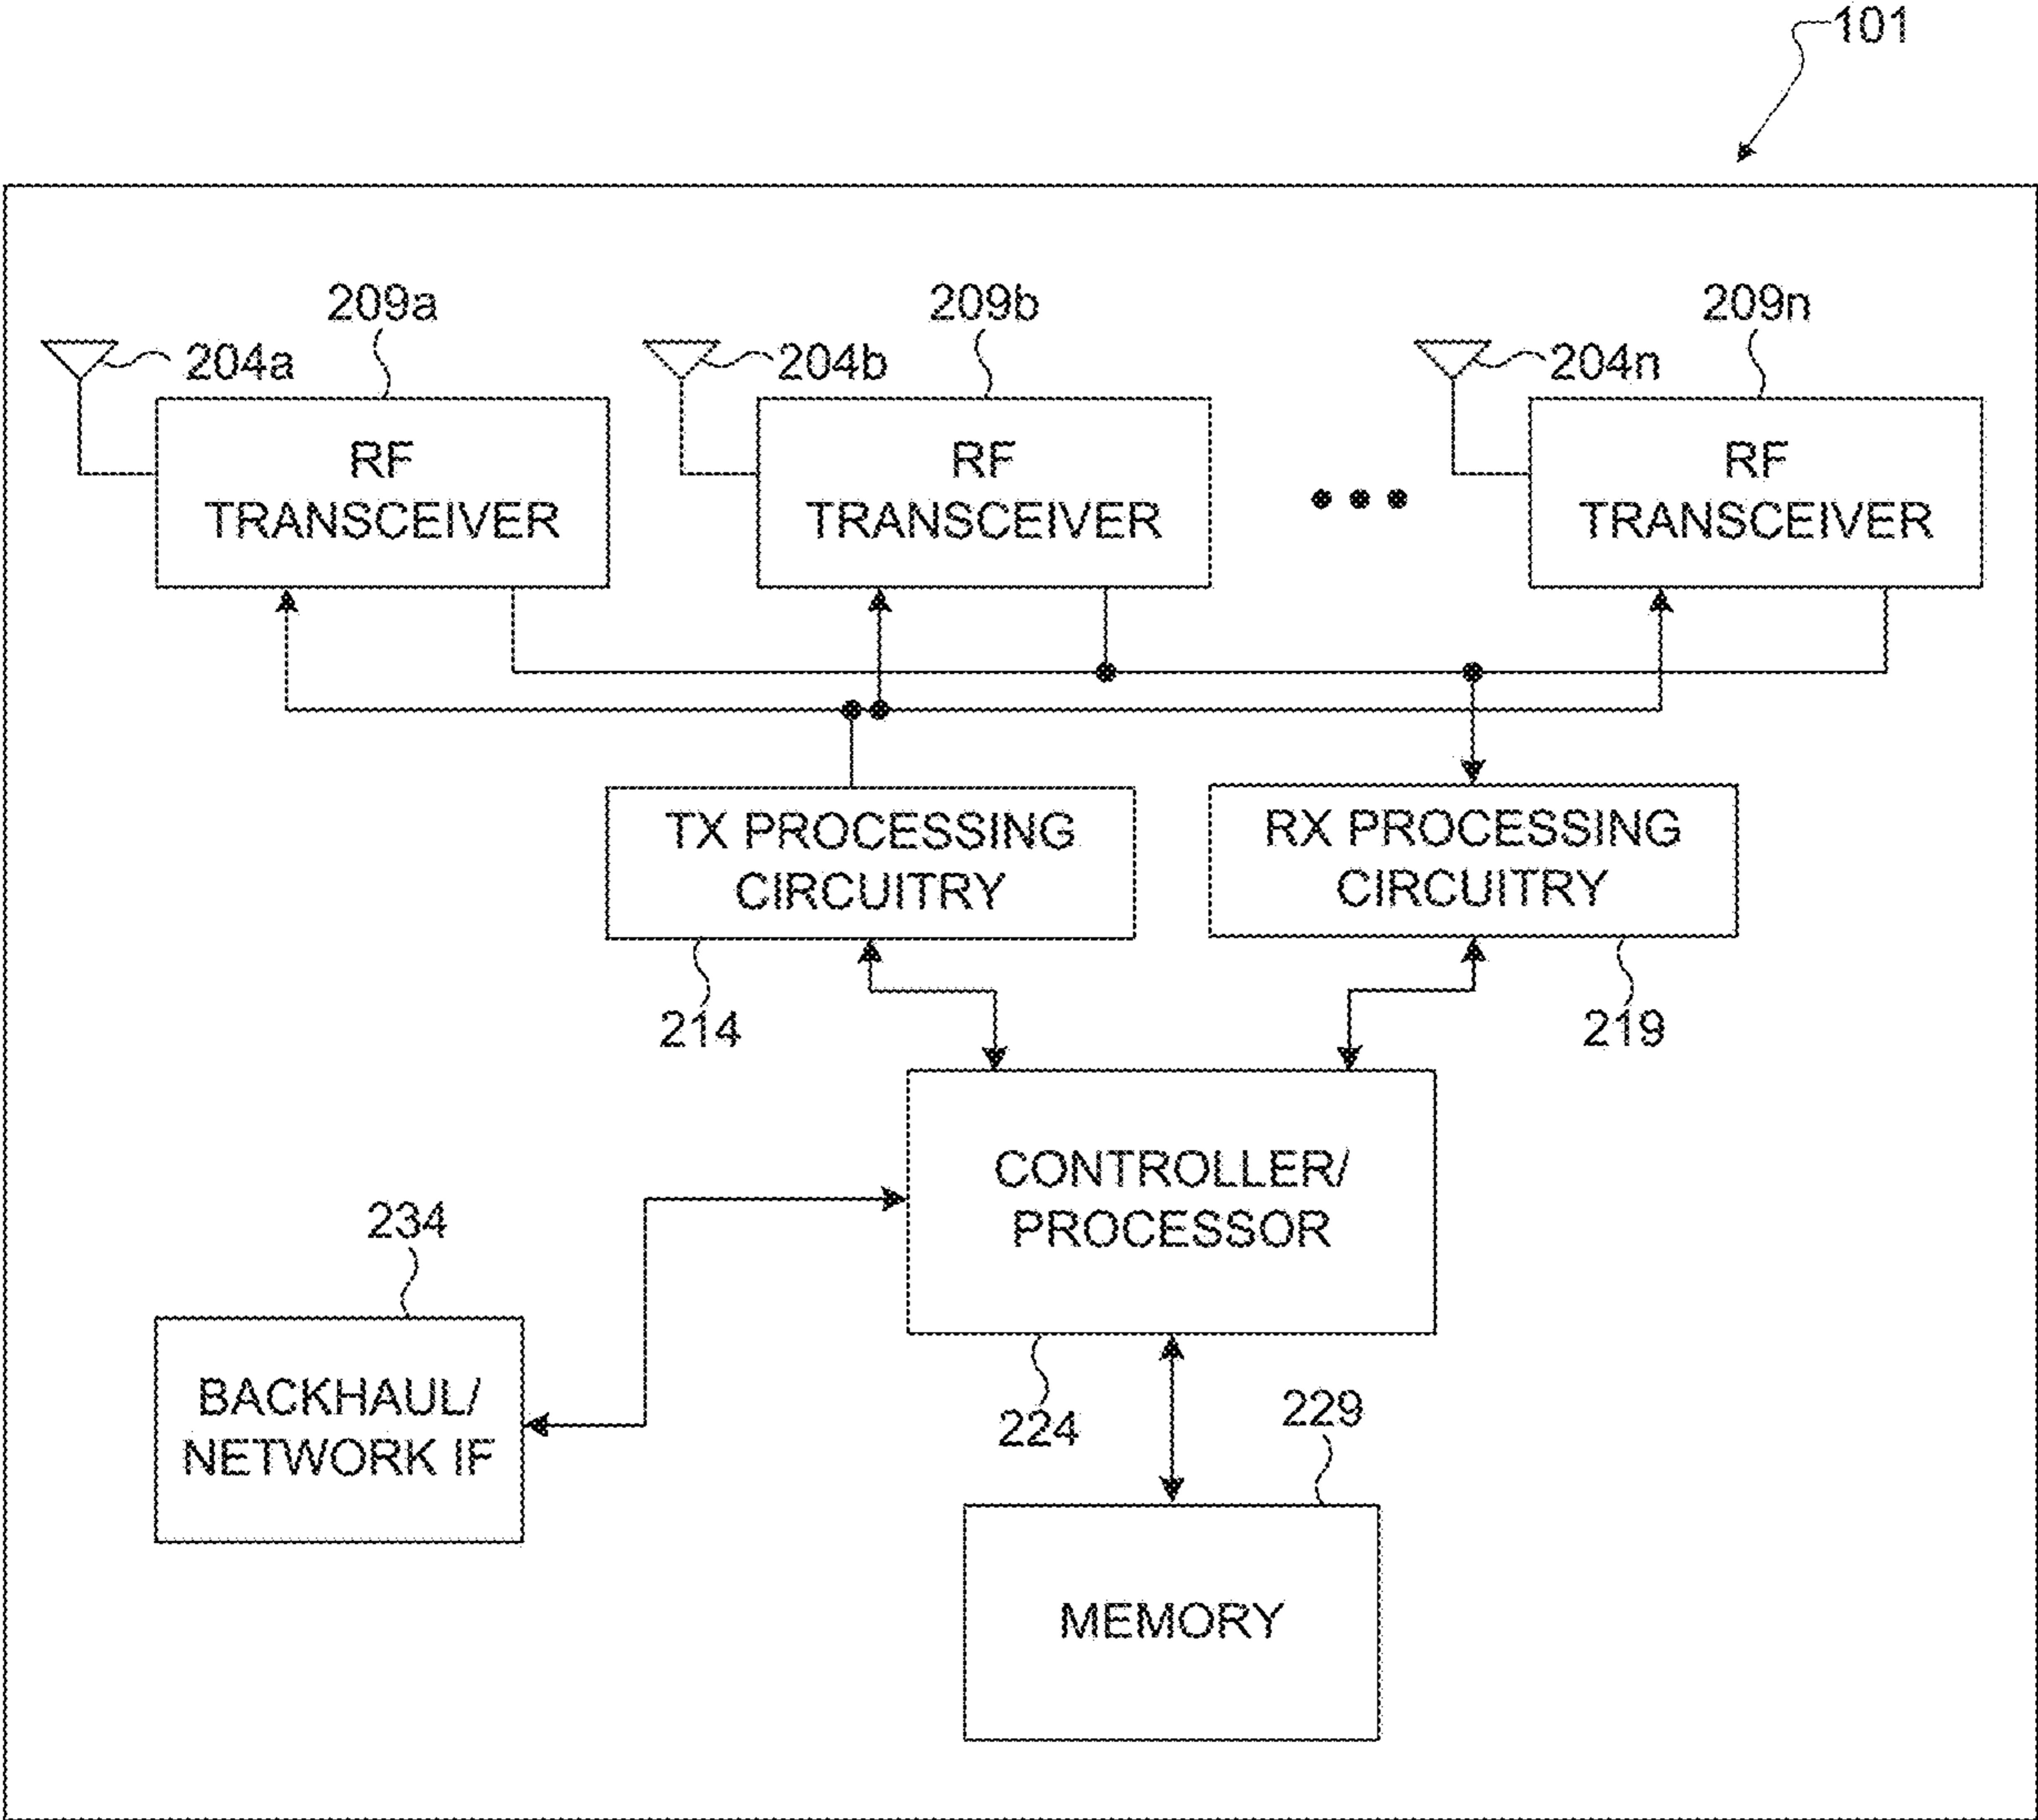 101
209a
209b
209n
204a
204b
204n
RF
TRANSCEIVER
RF
TRANSCEIVER
RF
TRANSCEIVER
TX PROCESSING
CIRCUITRY
RX PROCESSING
CIRCUITRY
214
219
CONTROLLER/
PROCESSOR
234
BACKHAUL/
NETWORK IF
224
229
MEMORY